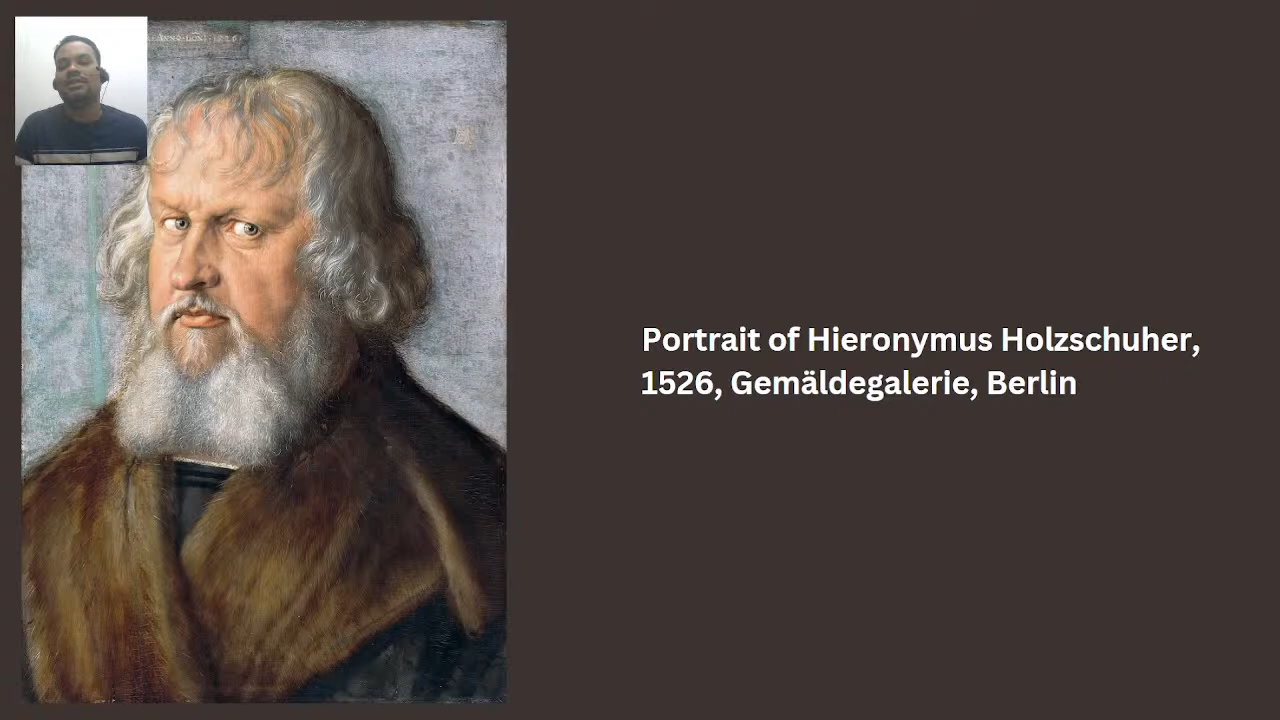 Portrait of Hieronymus Holzschuher,
1526, Gemäldegalerie, Berlin